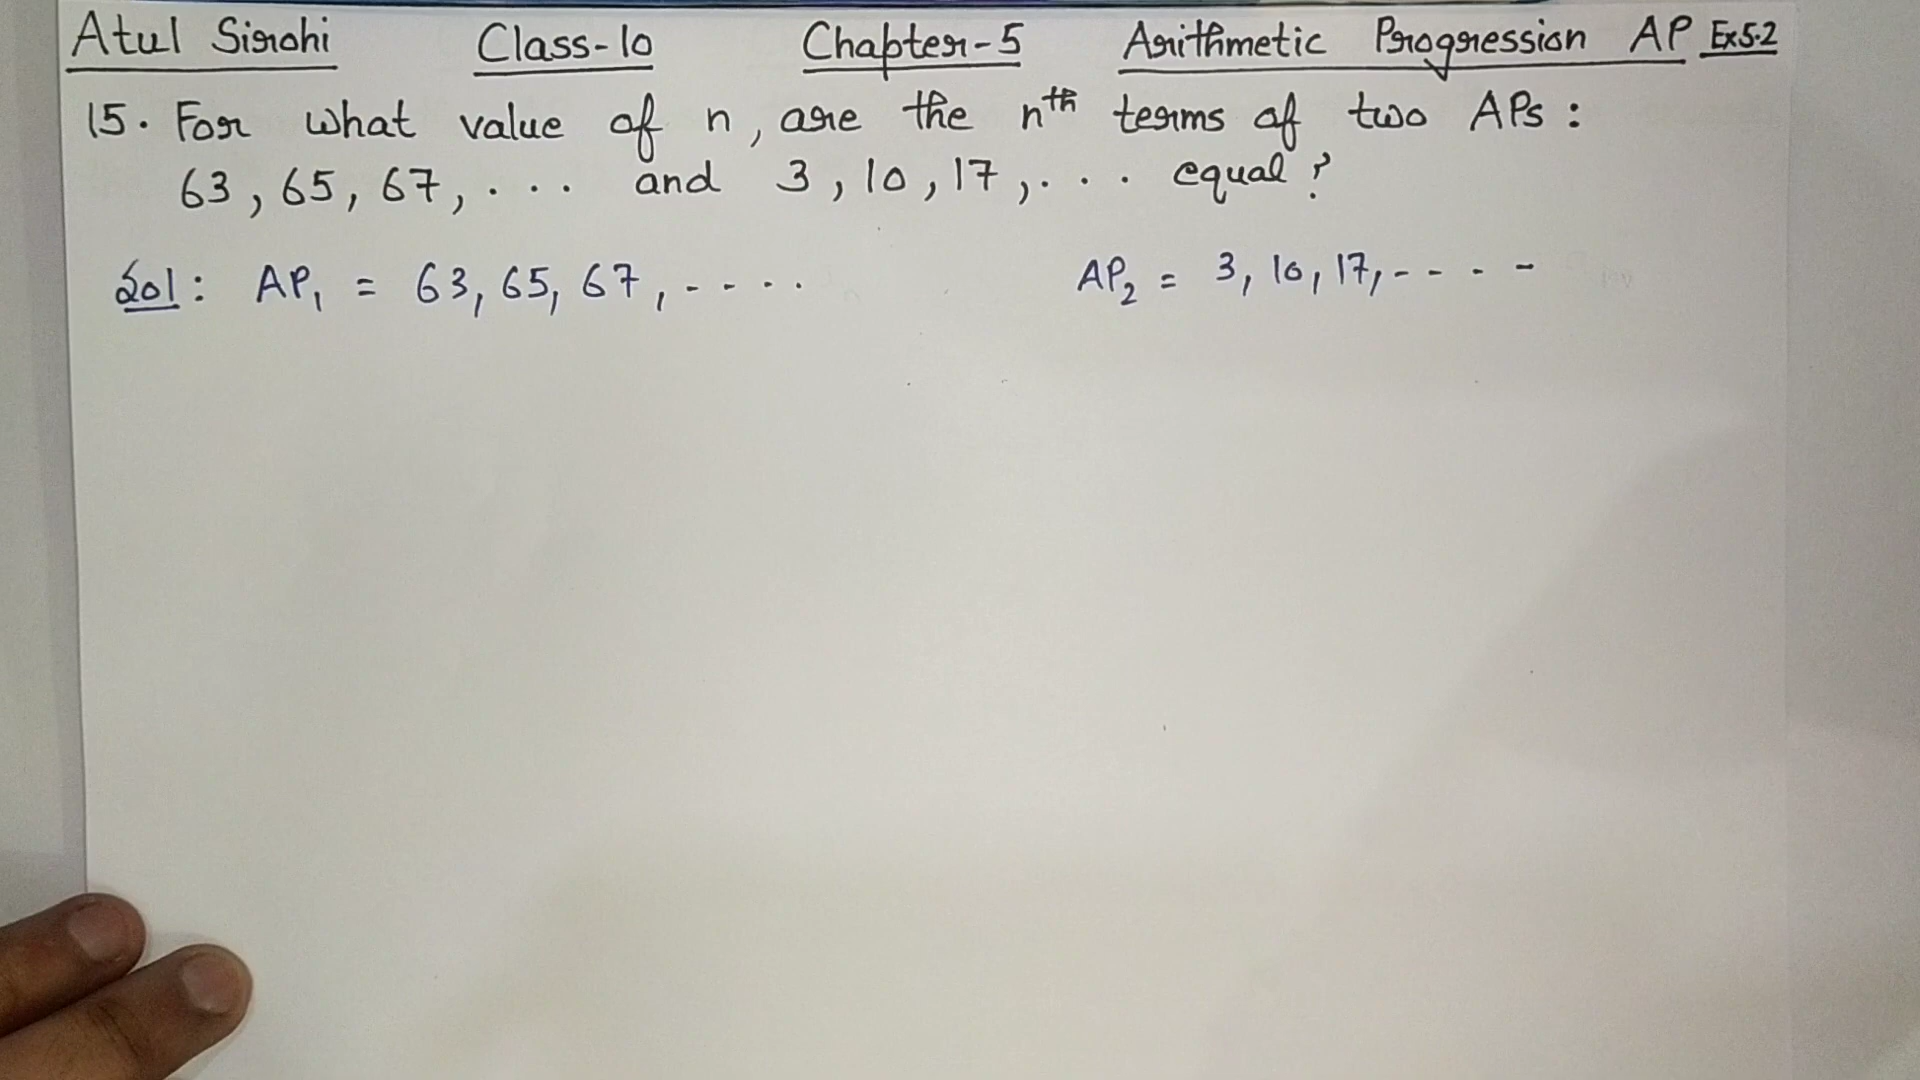 Atul Sirohi Class-10 Chapter-5 Arithmetic Progression AP Ex5.2
15. For what value of n, are the nth terms of two APs :
63, 65, 67, . . . and 3, 10, 17, . . . equal ?
Sol: AP₁ = 63, 65, 67, - - - - . AP₂ = 3, 10, 17, - - - -